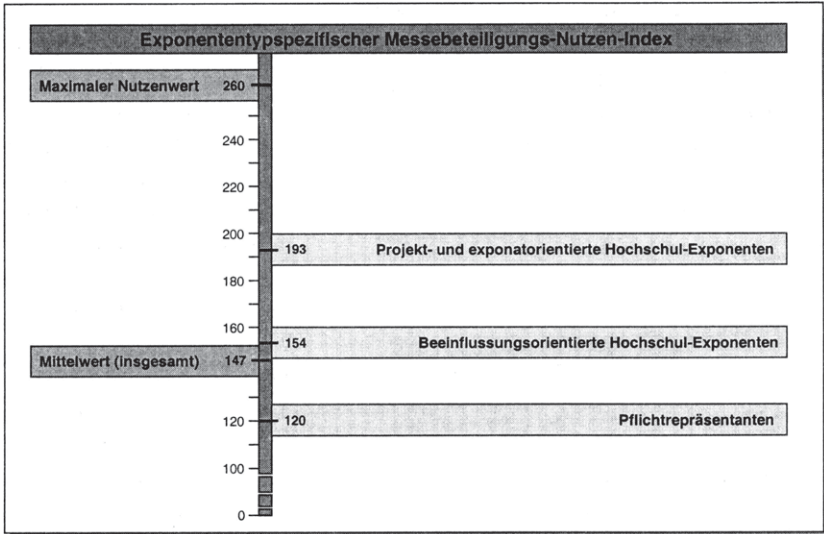 Exponententypspezifischer Messebeteiligungs-Nutzen-Index
Maximaler Nutzenwert 260
240
220
200
193 Projekt- und exponatorientierte Hochschul-Exponenten
180
160
154 Beeinflussungsorientierte Hochschul-Exponenten
Mittelwert (insgesamt) 147
120
120 Pflichtrepräsentanten
100
0